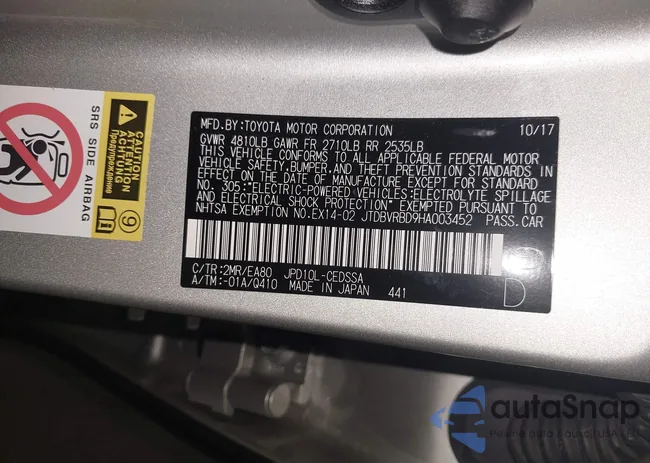 SRS SIDE AIRBAG
CAUTION
ATTENTION
ACHTUNG
Предупреждение
9
MFD.BY:TOYOTA MOTOR CORPORATION 10/17
GVWR 4810LB GAWR FR 2710LB RR 2535LB
THIS VEHICLE CONFORMS TO ALL APPLICABLE FEDERAL MOTOR
VEHICLE SAFETY,BUMPER,AND THEFT PREVENTION STANDARDS IN
EFFECT ON THE DATE OF MANUFACTURE EXCEPT FOR STANDARD
NO. 305:"ELECTRIC-POWERED VEHICLES:ELECTROLYTE SPILLAGE
AND ELECTRICAL SHOCK PROTECTION" EXEMPTED PURSUANT TO
NHTSA EXEMPTION NO.EX14-02 JTDBVRBD9HA003452 PASS.CAR
C/TR:2MR/EA80 JPD10L-CEDSSA
A/TM:-01A/Q410 MADE IN JAPAN 441
D
autoSnap